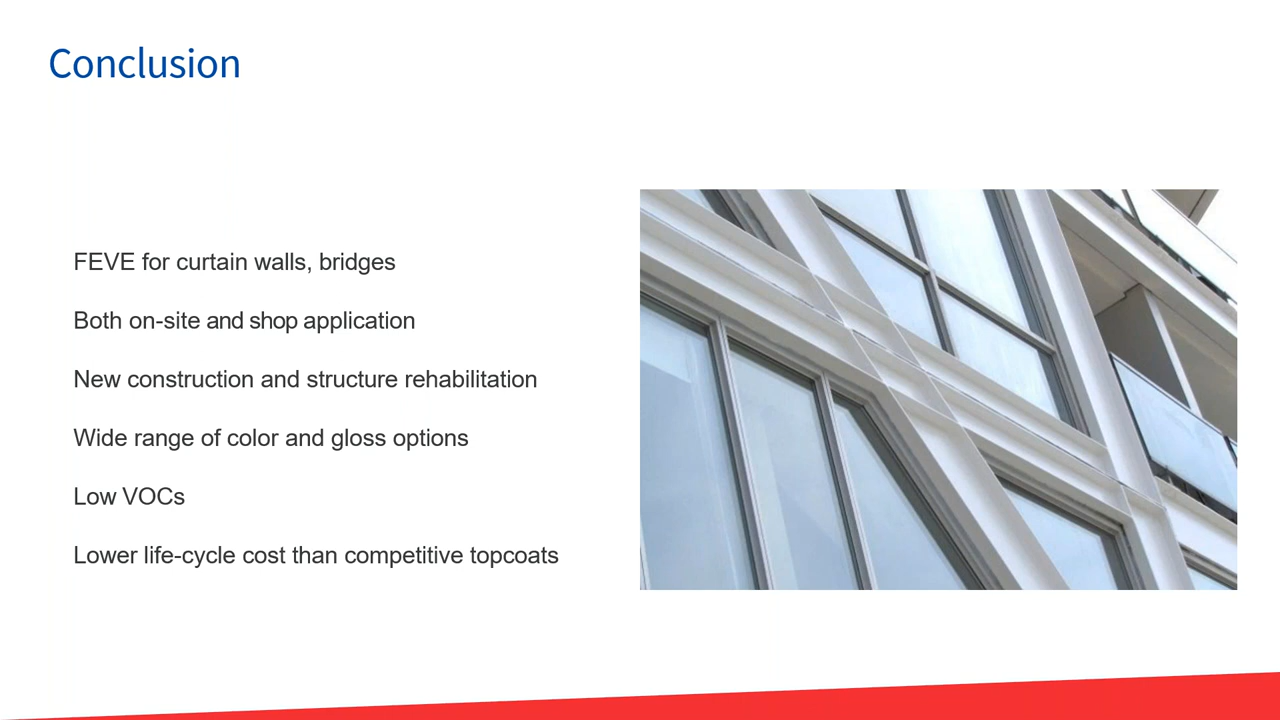 Conclusion
FEVE for curtain walls, bridges
Both on-site and shop application
New construction and structure rehabilitation
Wide range of color and gloss options
Low VOCs
Lower life-cycle cost than competitive topcoats